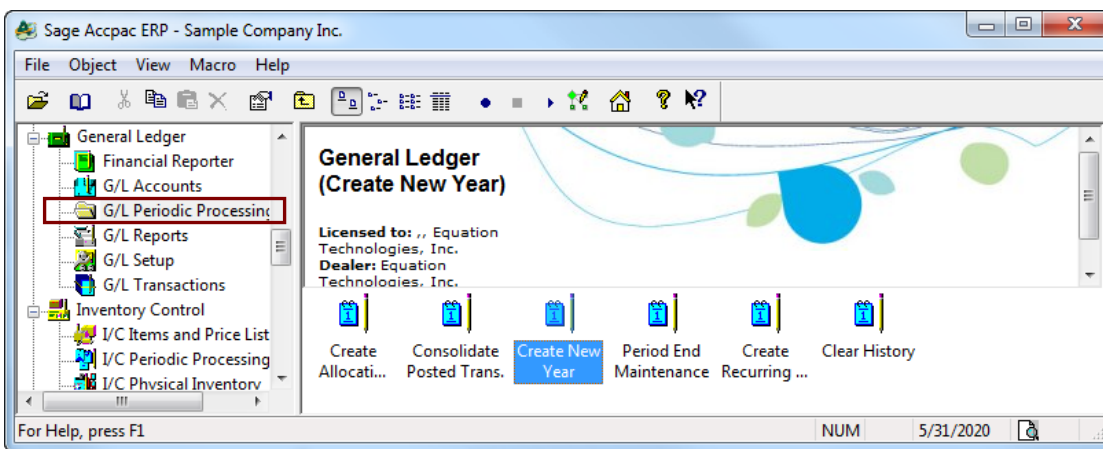 Sage Accpac ERP - Sample Company Inc.
File Object View Macro Help
General Ledger
Financial Reporter
G/L Accounts
G/L Periodic Processing
G/L Reports
G/L Setup
G/L Transactions
Inventory Control
I/C Items and Price List
I/C Periodic Processing
I/C Physical Inventory
General Ledger
(Create New Year)
Licensed to: ,, Equation
Technologies, Inc.
Dealer: Equation
Technologies, Inc.
Create
Allocati...
Consolidate
Posted Trans.
Create New
Year
Period End
Maintenance
Create
Recurring ...
Clear History
For Help, press F1
NUM
5/31/2020